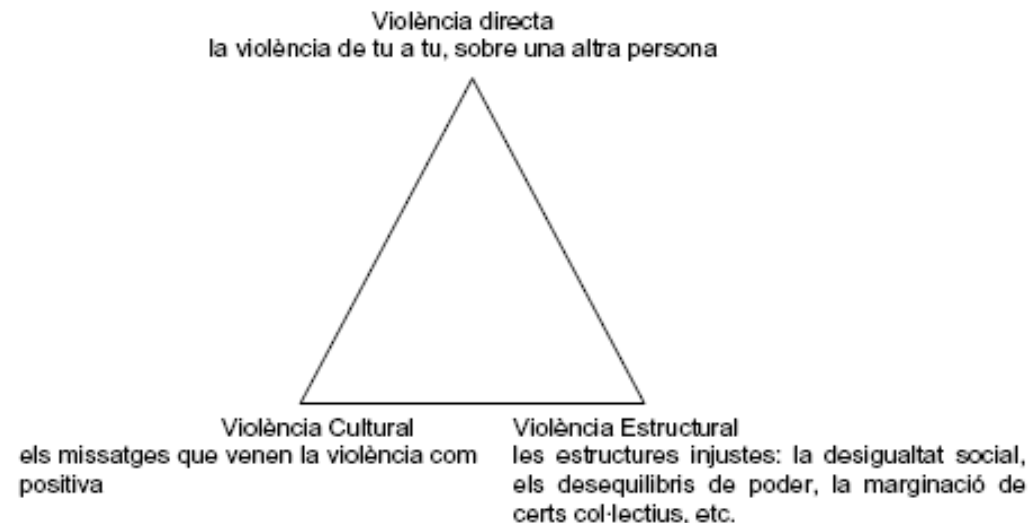 Violència directa
la violència de tu a tu, sobre una altra persona
Violència Cultural
els missatges que venen la violència com
positiva
Violència Estructural
les estructures injustes: la desigualtat social,
els desequilibris de poder, la marginació de
certs col·lectius, etc.